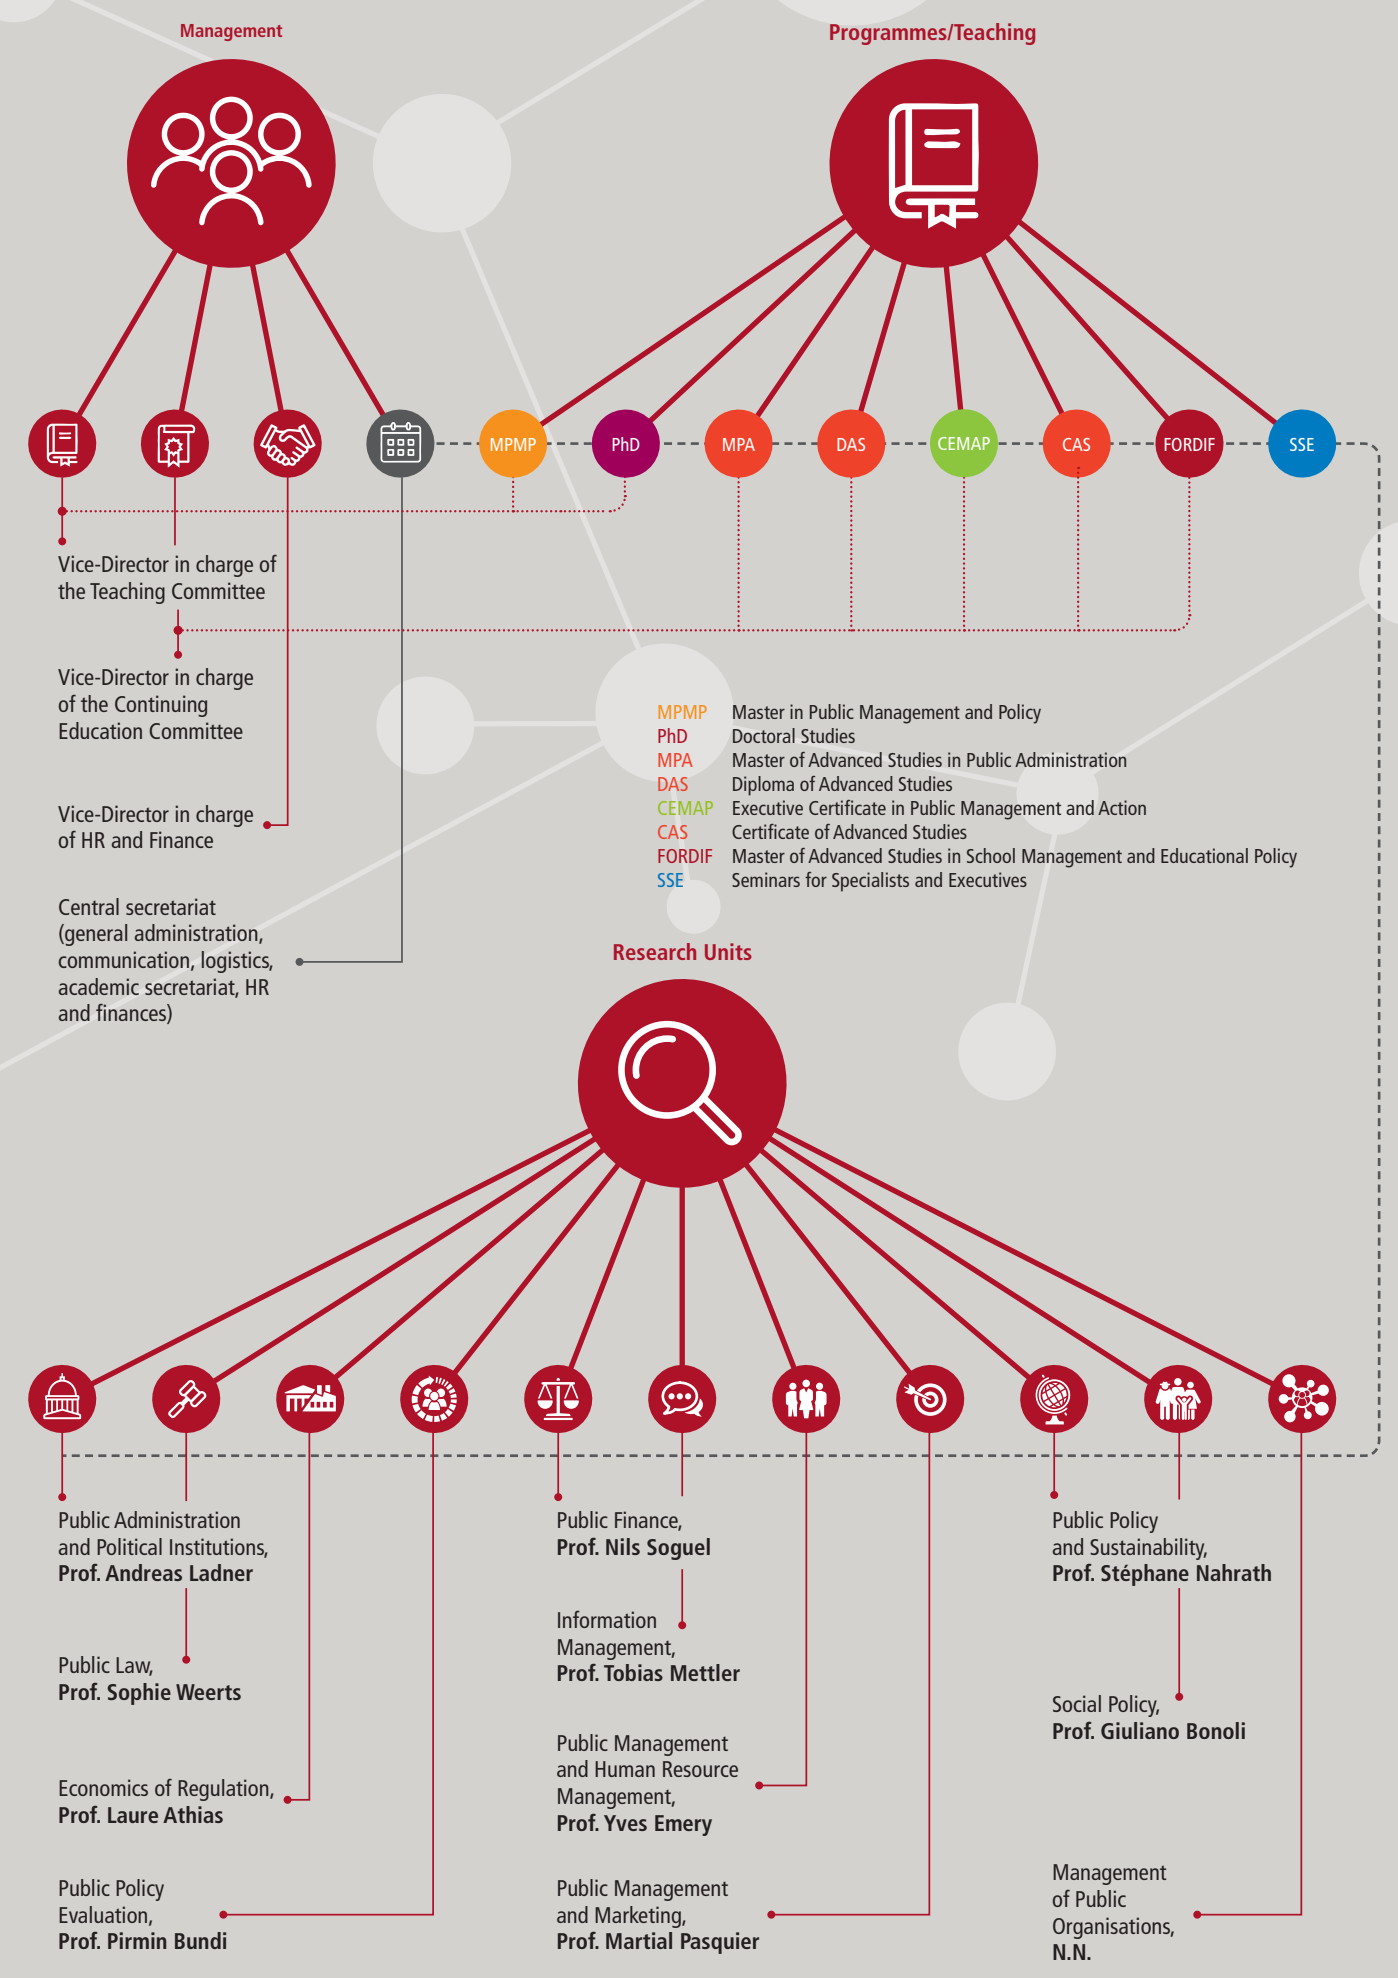 Management
Programmes/Teaching
MPMP
PhD
MPA
DAS
CEMAP
CAS
FORDIF
SSE
Vice-Director in charge of
the Teaching Committee
Vice-Director in charge
of the Continuing
Education Committee
Vice-Director in charge
of HR and Finance
Central secretariat
(general administration,
communication, logistics,
academic secretariat, HR
and finances)
MPMP Master in Public Management and Policy
PhD Doctoral Studies
MPA Master of Advanced Studies in Public Administration
DAS Diploma of Advanced Studies
CEMAP Executive Certificate in Public Management and Action
CAS Certificate of Advanced Studies
FORDIF Master of Advanced Studies in School Management and Educational Policy
SSE Seminars for Specialists and Executives
Research Units
Public Administration
and Political Institutions,
Prof. Andreas Ladner
Public Law,
Prof. Sophie Weerts
Economics of Regulation,
Prof. Laure Athias
Public Policy
Evaluation,
Prof. Pirmin Bundi
Public Finance,
Prof. Nils Soguel
Information
Management,
Prof. Tobias Mettler
Public Management
and Human Resource
Management,
Prof. Yves Emery
Public Management
and Marketing,
Prof. Martial Pasquier
Public Policy
and Sustainability,
Prof. Stéphane Nahrath
Social Policy,
Prof. Giuliano Bonoli
Management
of Public
Organisations,
N.N.